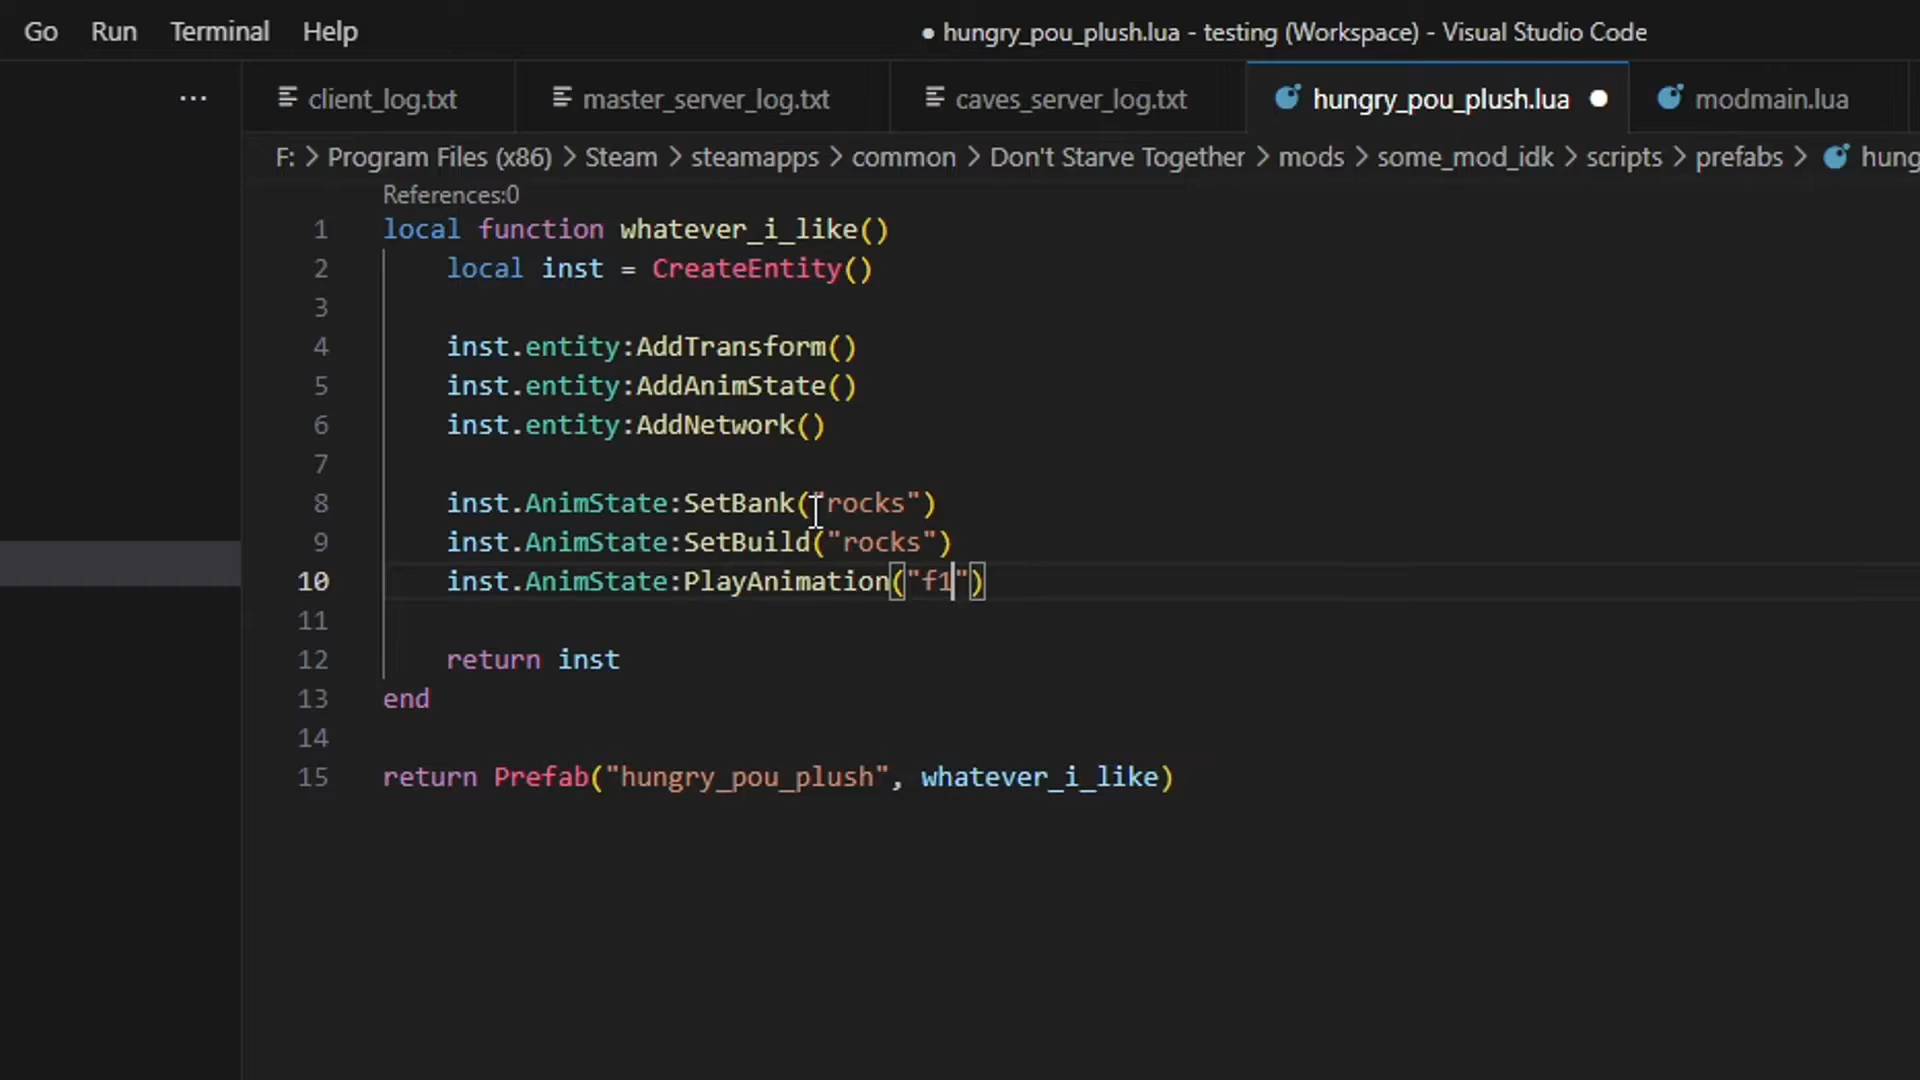 Go Run Terminal Help
● hungry_pou_plush.lua - testing (Workspace) - Visual Studio Code
··· client_log.txt master_server_log.txt caves_server_log.txt hungry_pou_plush.lua ● modmain.lua
F: > Program Files (x86) > Steam > steamapps > common > Don't Starve Together > mods > some_mod_idk > scripts > prefabs > hung
References:0
1 local function whatever_i_like()
2 local inst = CreateEntity()
3
4 inst.entity:AddTransform()
5 inst.entity:AddAnimState()
6 inst.entity:AddNetwork()
7
8 inst.AnimState:SetBank("rocks")
9 inst.AnimState:SetBuild("rocks")
10 inst.AnimState:PlayAnimation("f1")
11
12 return inst
13 end
14
15 return Prefab("hungry_pou_plush", whatever_i_like)